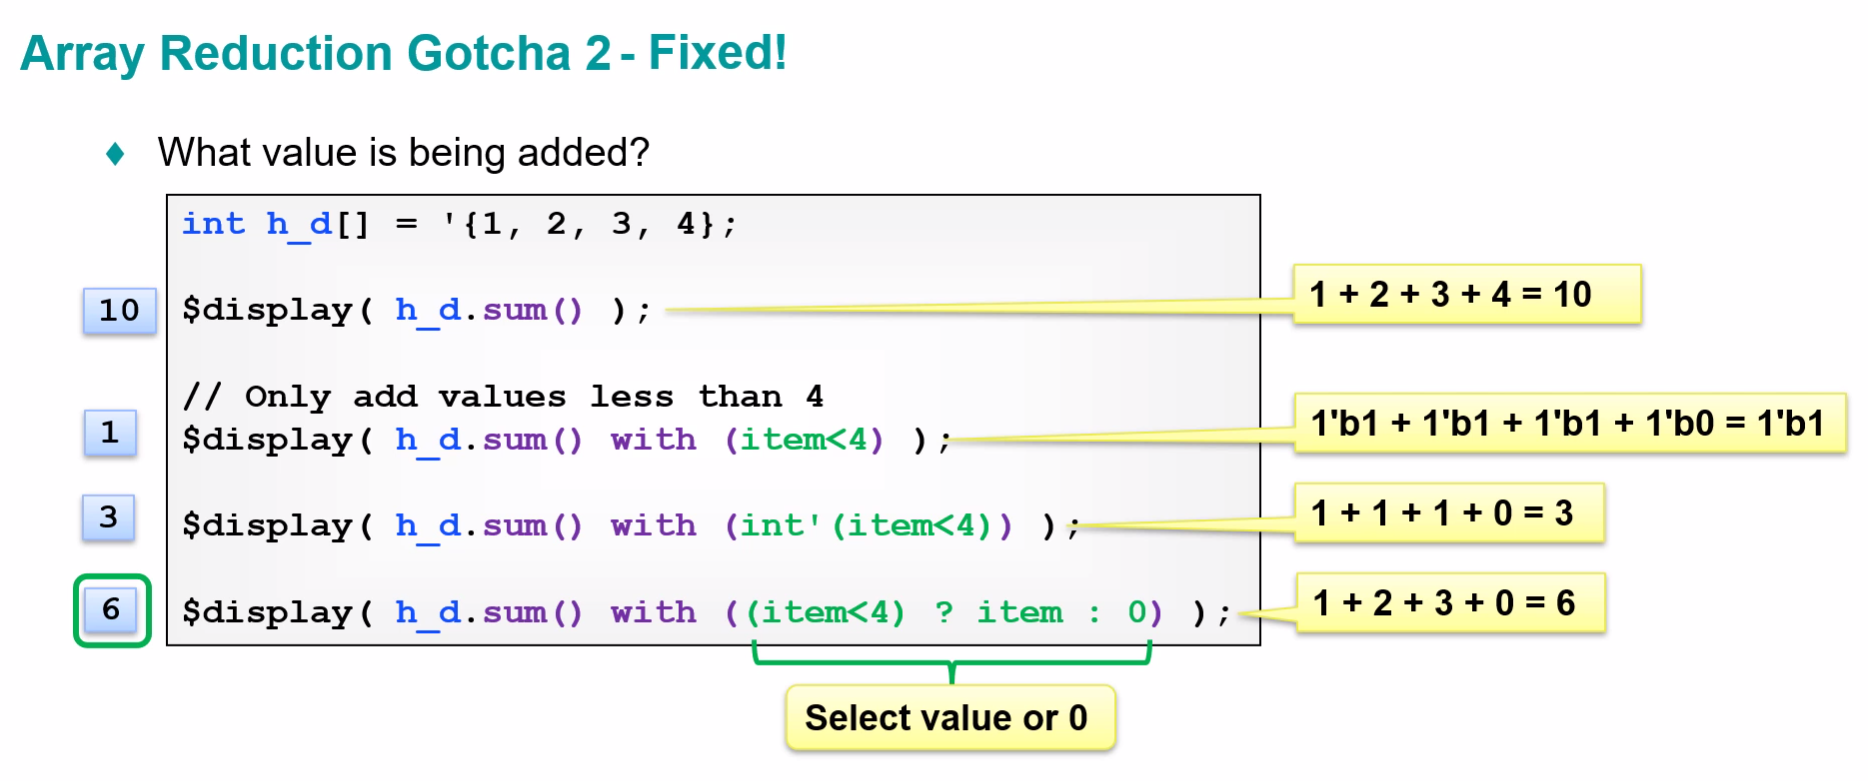 Array Reduction Gotcha 2 - Fixed!
♦ What value is being added?
int h_d[] = '{1, 2, 3, 4};
10 $display( h_d.sum() ); 1 + 2 + 3 + 4 = 10
// Only add values less than 4
1 $display( h_d.sum() with (item<4) ); 1'b1 + 1'b1 + 1'b1 + 1'b0 = 1'b1
3 $display( h_d.sum() with (int'(item<4)) ); 1 + 1 + 1 + 0 = 3
6 $display( h_d.sum() with ((item<4) ? item : 0) ); 1 + 2 + 3 + 0 = 6
Select value or 0